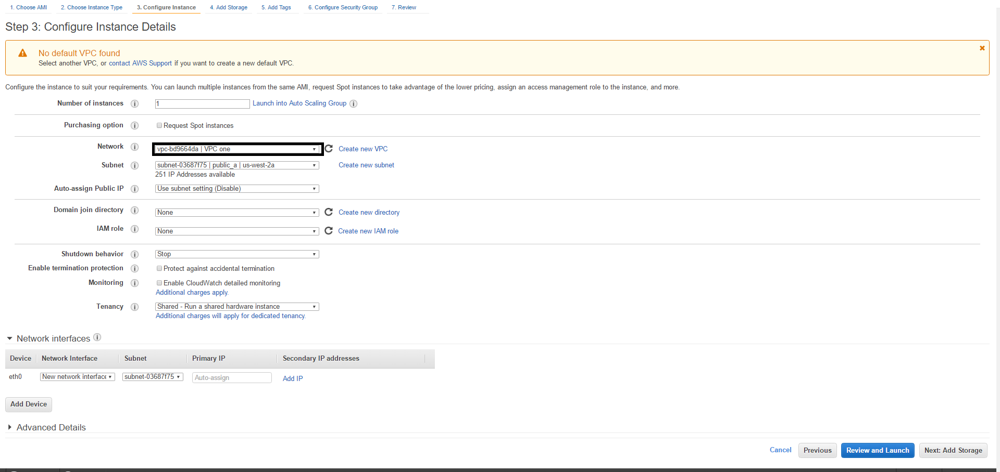 1. Choose AMI 2. Choose Instance Type 3. Configure Instance 4. Add Storage 5. Add Tags 6. Configure Security Group 7. Review
Step 3: Configure Instance Details
No default VPC found
Select another VPC, or contact AWS Support if you want to create a new default VPC.
Configure the instance to suit your requirements. You can launch multiple instances from the same AMI, request Spot instances to take advantage of the lower pricing, assign an access management role to the instance, and more.
Number of instances 1 Launch into Auto Scaling Group
Purchasing option Request Spot instances
Network vpc-bd9664da | VPC one Create new VPC
Subnet subnet-03687f75 | public_a | us-west-2a Create new subnet
251 IP Addresses available
Auto-assign Public IP Use subnet setting (Disable)
Domain join directory None Create new directory
IAM role None Create new IAM role
Shutdown behavior Stop
Enable termination protection Protect against accidental termination
Monitoring Enable CloudWatch detailed monitoring
Additional charges apply.
Tenancy Shared - Run a shared hardware instance
Additional charges will apply for dedicated tenancy.
Network interfaces
Device Network Interface Subnet Primary IP Secondary IP addresses
eth0 New network interface subnet-03687f75 Auto-assign Add IP
Add Device
Advanced Details
Cancel Previous Review and Launch Next: Add Storage